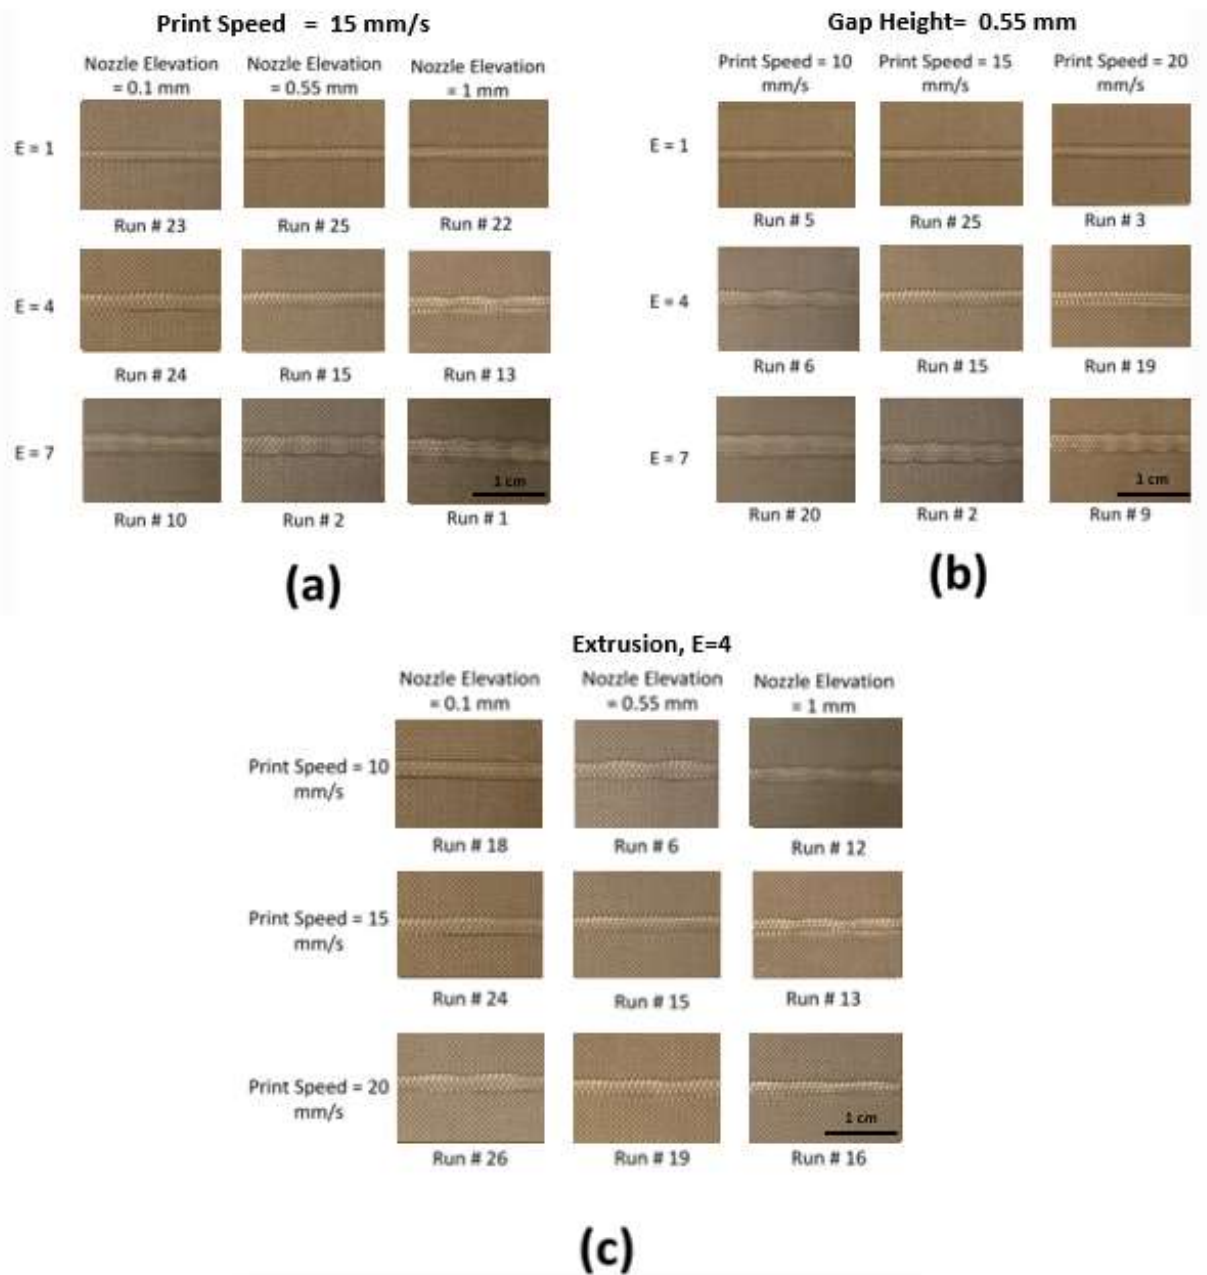 Print Speed = 15 mm/s
Nozzle Elevation
= 0.1 mm
Nozzle Elevation
= 0.55 mm
Nozzle Elevation
= 1 mm
E = 1
Run # 23
Run # 25
Run # 22
E = 4
Run # 24
Run # 15
Run # 13
E = 7
1 cm
Run # 10
Run # 2
Run # 1
(a)
Gap Height= 0.55 mm
Print Speed = 10
mm/s
Print Speed = 15
mm/s
Print Speed = 20
mm/s
E = 1
Run # 5
Run # 25
Run # 3
E = 4
Run # 6
Run # 15
Run # 19
E = 7
1 cm
Run # 20
Run # 2
Run # 9
(b)
Extrusion, E=4
Nozzle Elevation
= 0.1 mm
Nozzle Elevation
= 0.55 mm
Nozzle Elevation
= 1 mm
Print Speed = 10
mm/s
Run # 18
Run # 6
Run # 12
Print Speed = 15
mm/s
Run # 24
Run # 15
Run # 13
Print Speed = 20
mm/s
1 cm
Run # 26
Run # 19
Run # 16
(c)